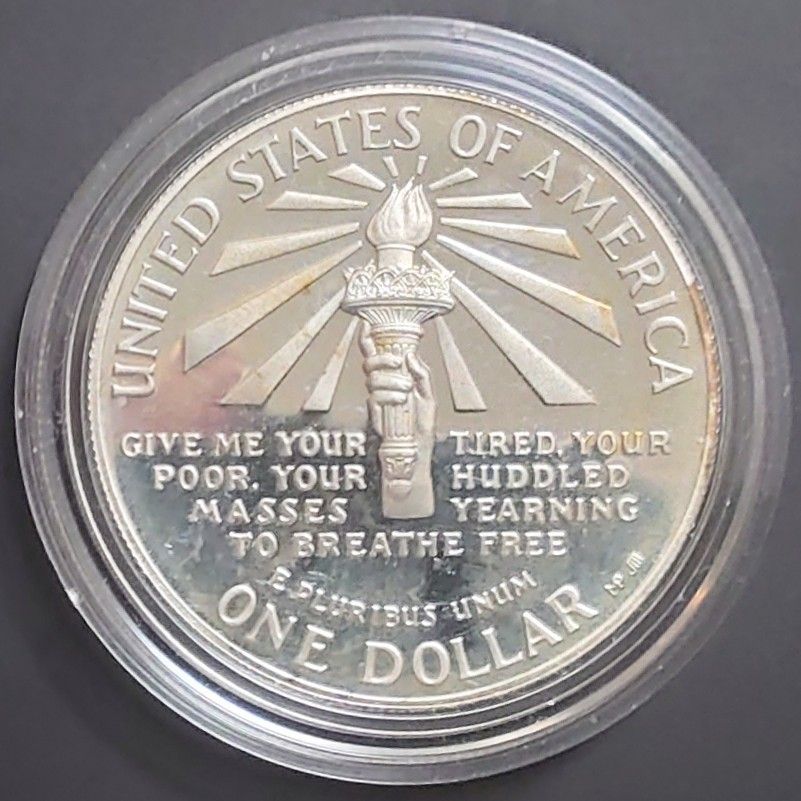 UNITED STATES OF AMERICA
GIVE ME YOUR TIRED, YOUR
POOR, YOUR HUDDLED
MASSES YEARNING
TO BREATHE FREE
E PLURIBUS UNUM
ONE DOLLAR